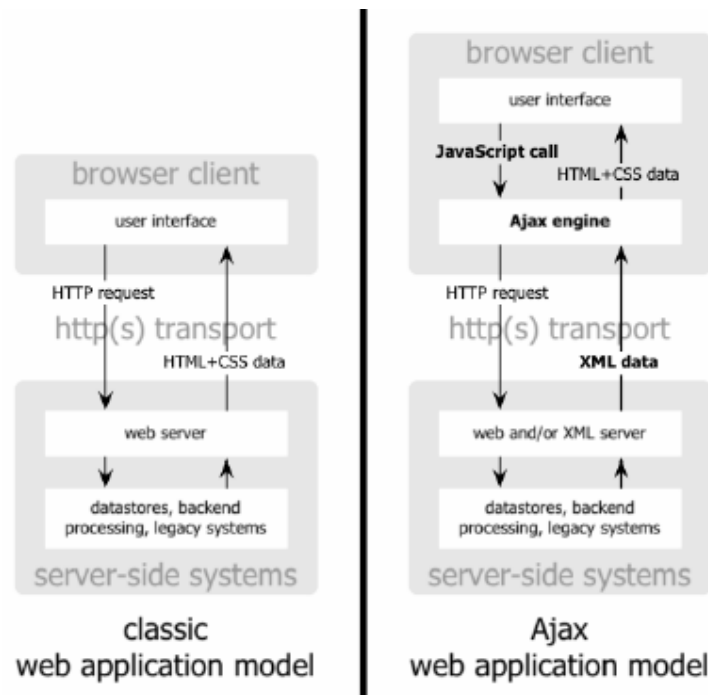 browser client
user interface
HTTP request
http(s) transport
HTML+CSS data
web server
datastores, backend
processing, legacy systems
server-side systems
classic
web application model
browser client
user interface
JavaScript call
HTML+CSS data
Ajax engine
HTTP request
http(s) transport
XML data
web and/or XML server
datastores, backend
processing, legacy systems
server-side systems
Ajax
web application model